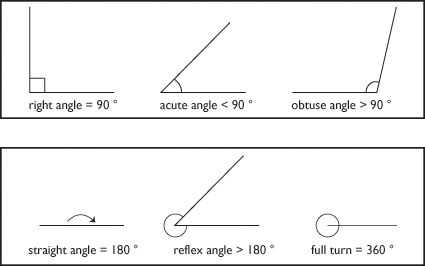 right angle = 90 °
acute angle < 90 °
obtuse angle > 90 °
straight angle = 180 °
reflex angle > 180 °
full turn = 360 °